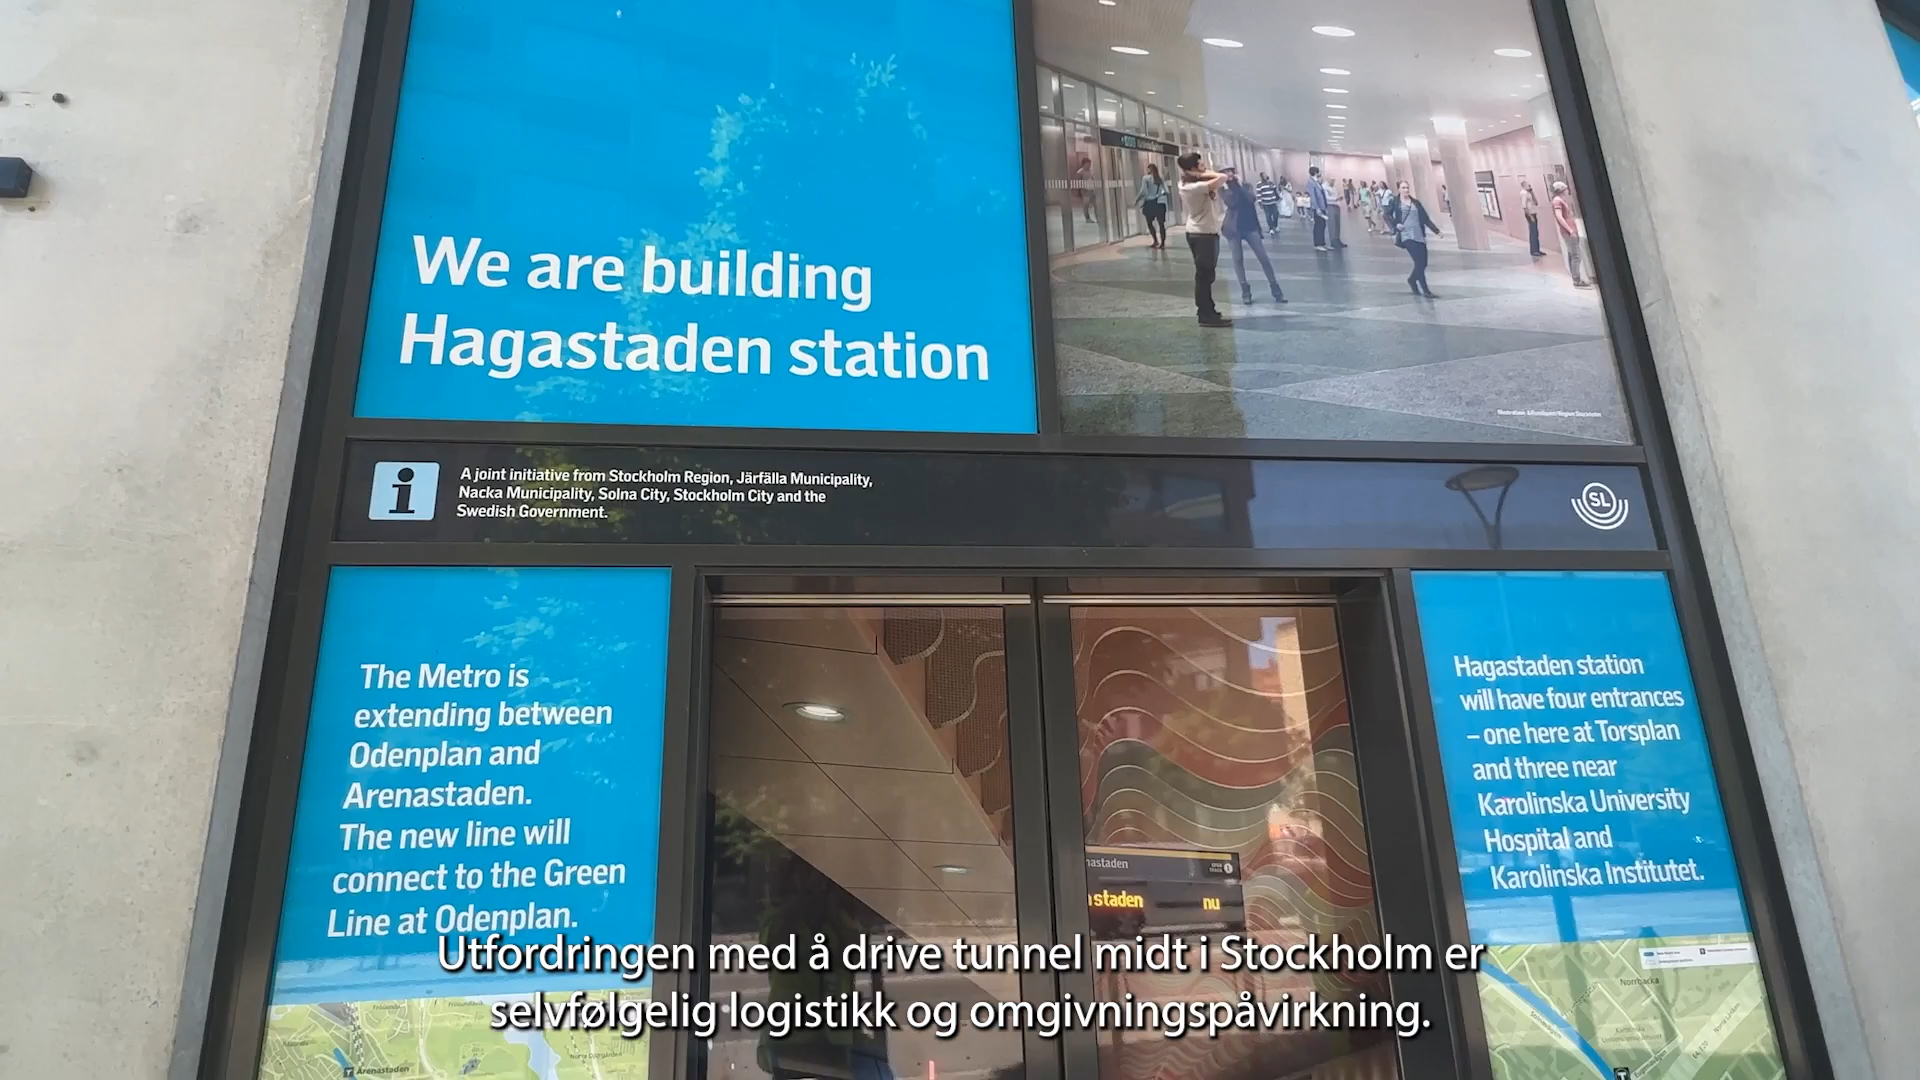 We are building
Hagastaden station
A joint initiative from Stockholm Region, Järfälla Municipality,
Nacka Municipality, Solna City, Stockholm City and the
Swedish Government.
SL
The Metro is
extending between
Odenplan and
Arenastaden.
The new line will
connect to the Green
Line at Odenplan.
Hagastaden station
will have four entrances
– one here at Torsplan
and three near
Karolinska University
Hospital and
Karolinska Institutet.
staden nu
Norrbacka
Arenastaden
Utfordringen med å drive tunnel midt i Stockholm er
selvfølgelig logistikk og omgivningspåvirkning.